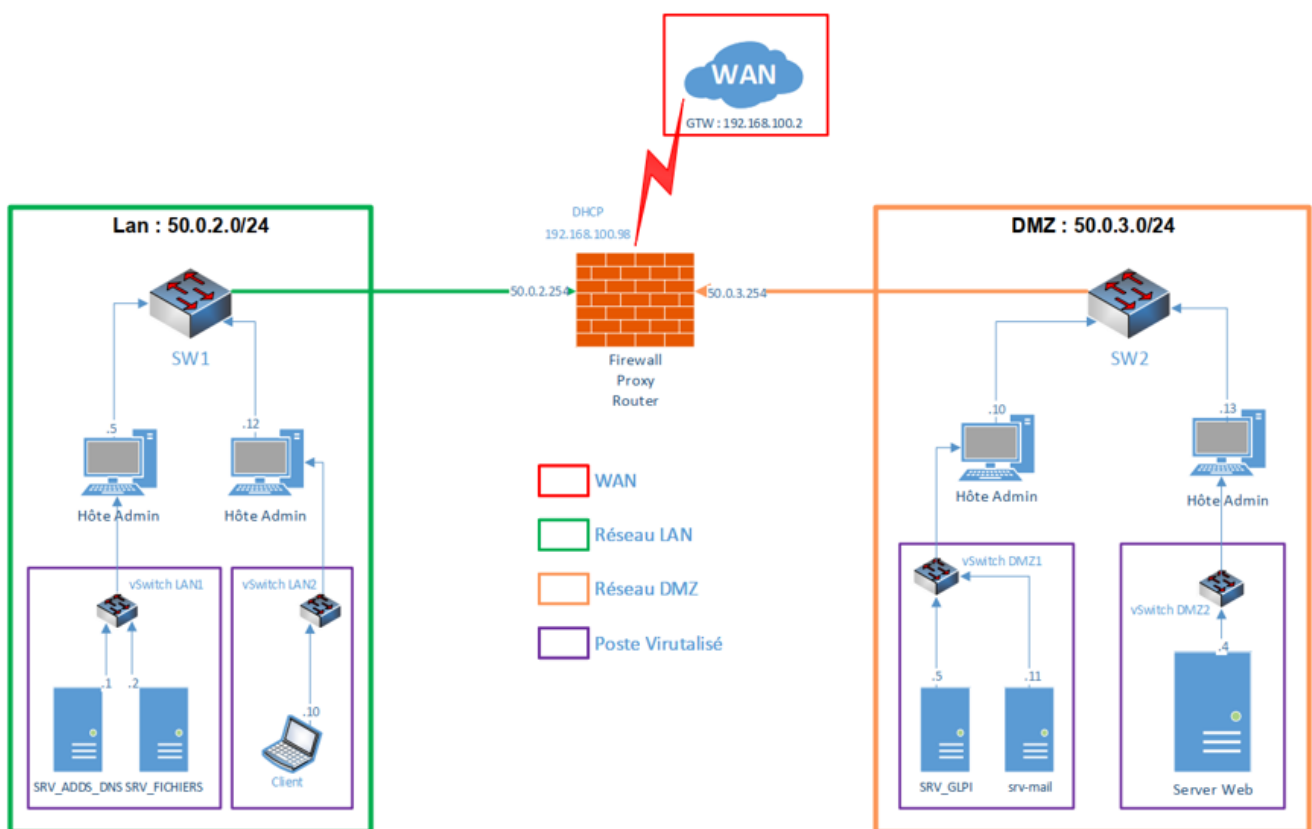 WAN
GTW : 192.168.100.2
Lan : 50.0.2.0/24
DHCP
192.168.100.98
DMZ : 50.0.3.0/24
50.0.2.254
50.0.3.254
SW1
Firewall
Proxy
Router
SW2
.5
.12
.10
.13
Hôte Admin
Hôte Admin
Hôte Admin
Hôte Admin
WAN
Réseau LAN
Réseau DMZ
Poste Virutalisé
vSwitch LAN1
vSwitch LAN2
vSwitch DMZ1
vSwitch DMZ2
.1
.2
.10
.5
.11
.4
SRV_ADDS_DNS
SRV_FICHIERS
Client
SRV_GLPI
srv-mail
Server Web